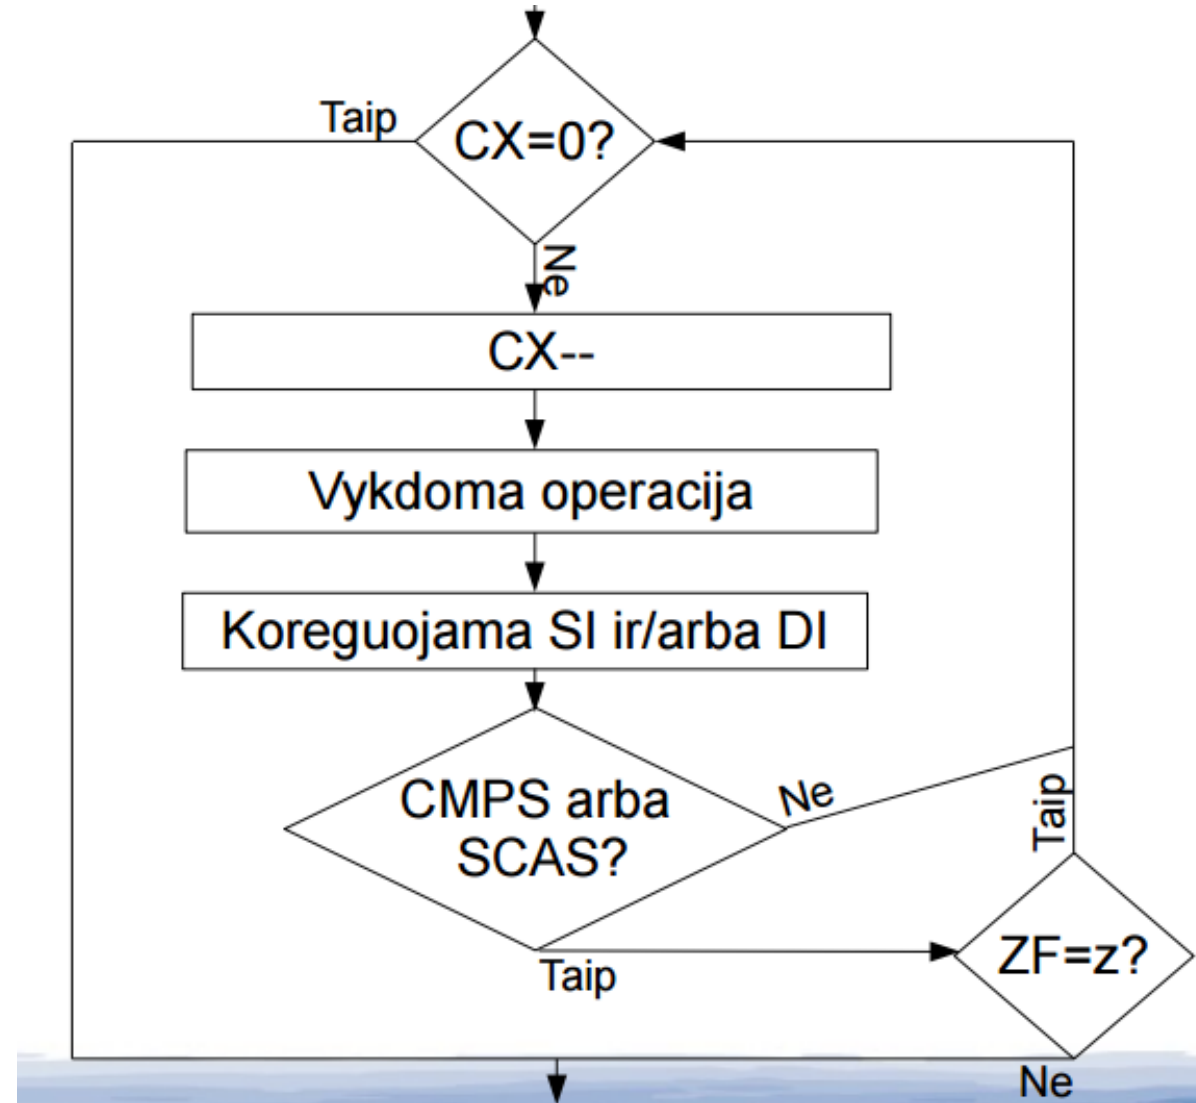 Taip
CX=0?
Ne
CX--
Vykdoma operacija
Koreguojama SI ir/arba DI
CMPS arba
SCAS?
Ne
Taip
Taip
ZF=z?
Ne